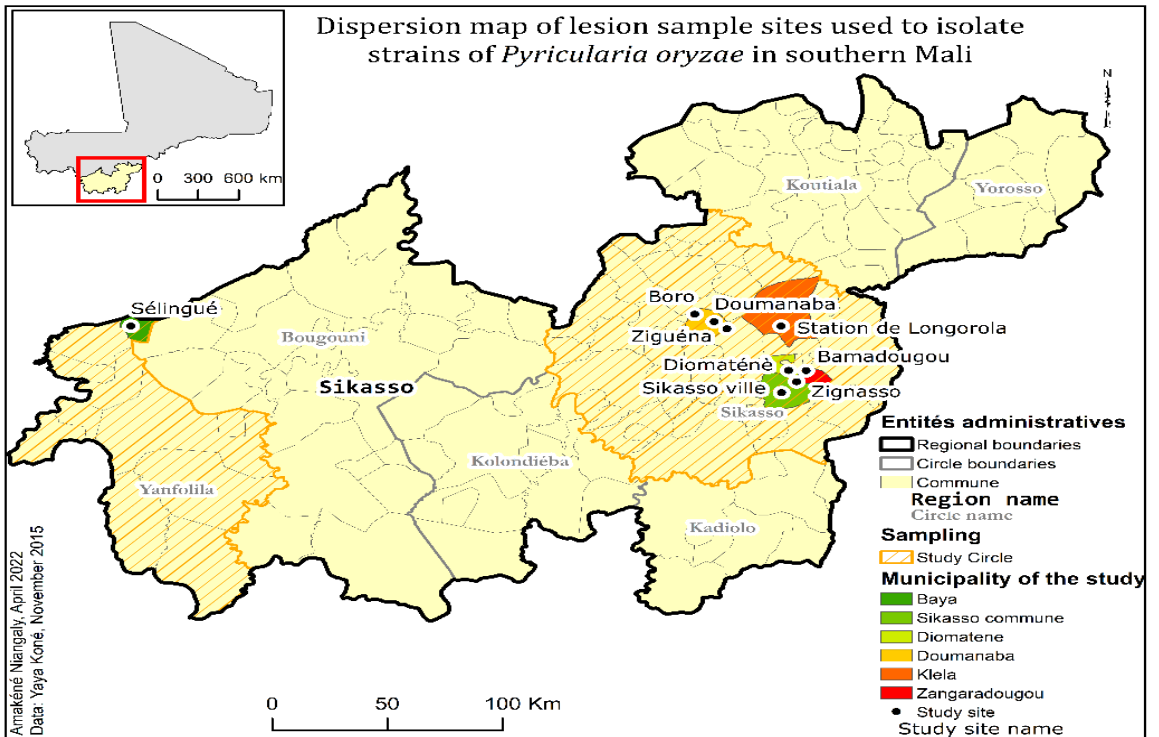 Dispersion map of lesion sample sites used to isolate
strains of Pyricularia oryzae in southern Mali
N
0 300 600 km
Koutiala
Yorosso
Sélingué
Boro
Doumanaba
Ziguéna
Station de Longorola
Bougouni
Sikasso
Diomaténè
Bamadougou
Sikasso ville
Zignasso
Sikasso
Kolondiéba
Yanfolila
Kadiolo
Entités administratives
Regional boundaries
Circle boundaries
Commune
Region name
Circle name
Sampling
Study Circle
Municipality of the study
Baya
Sikasso commune
Diomatene
Doumanaba
Klela
Zangaradougou
Study site
Study site name
0 50 100 Km
Amakéné Niangaly, April 2022
Data: Yaya Koné, November 2015